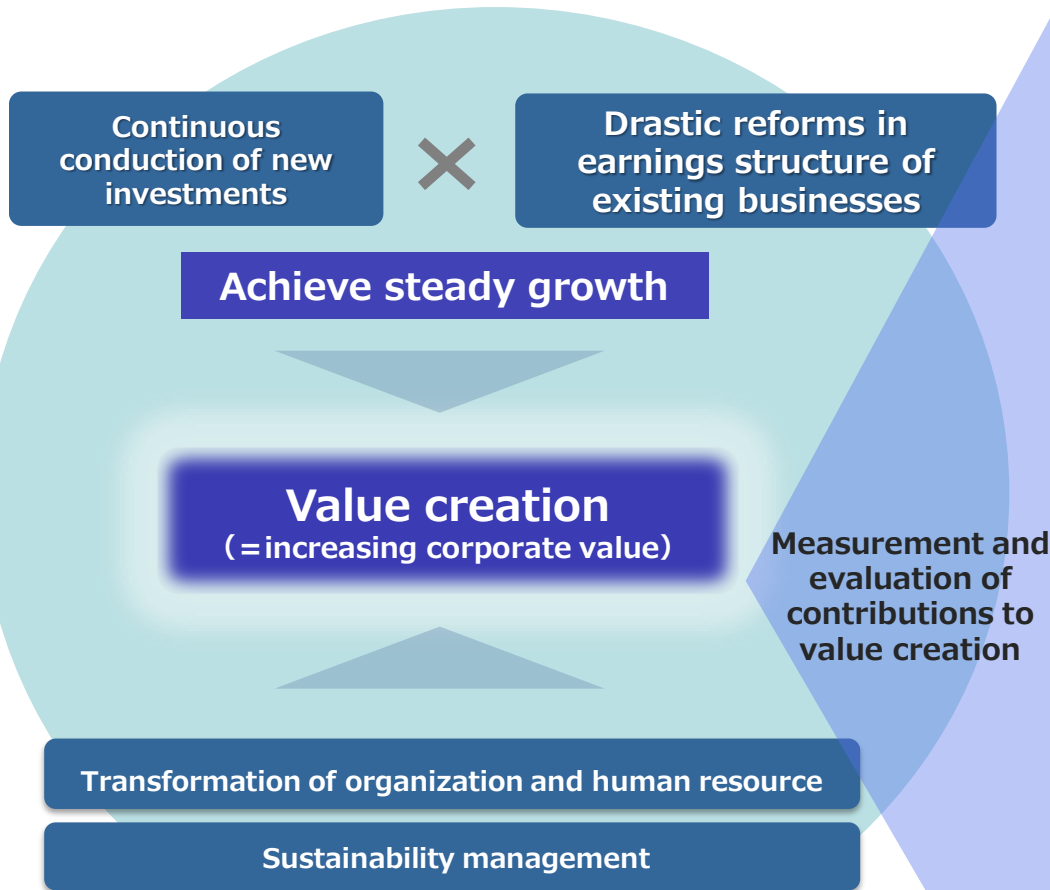 Continuous
conduction of new
investments
×
Drastic reforms in
earnings structure of
existing businesses
Achieve steady growth
Value creation
(=increasing corporate value)
Measurement and
evaluation of
contributions to
value creation
Transformation of organization and human resource
Sustainability management